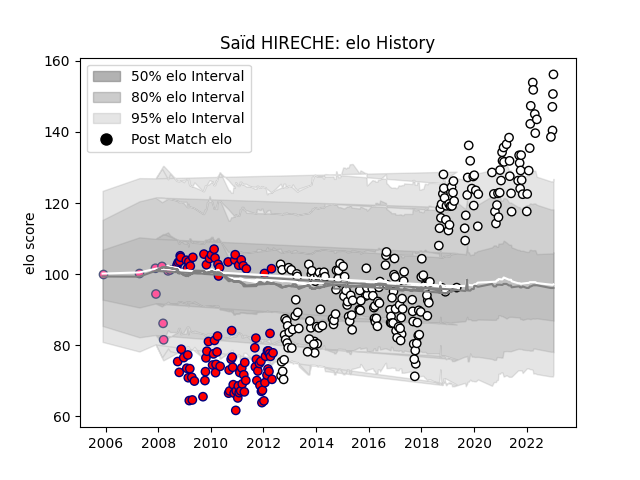 Saïd HIRECHE: elo History
160
140
120
100
80
60
elo score
50% elo Interval
80% elo Interval
95% elo Interval
Post Match elo
2006 2008 2010 2012 2014 2016 2018 2020 2022